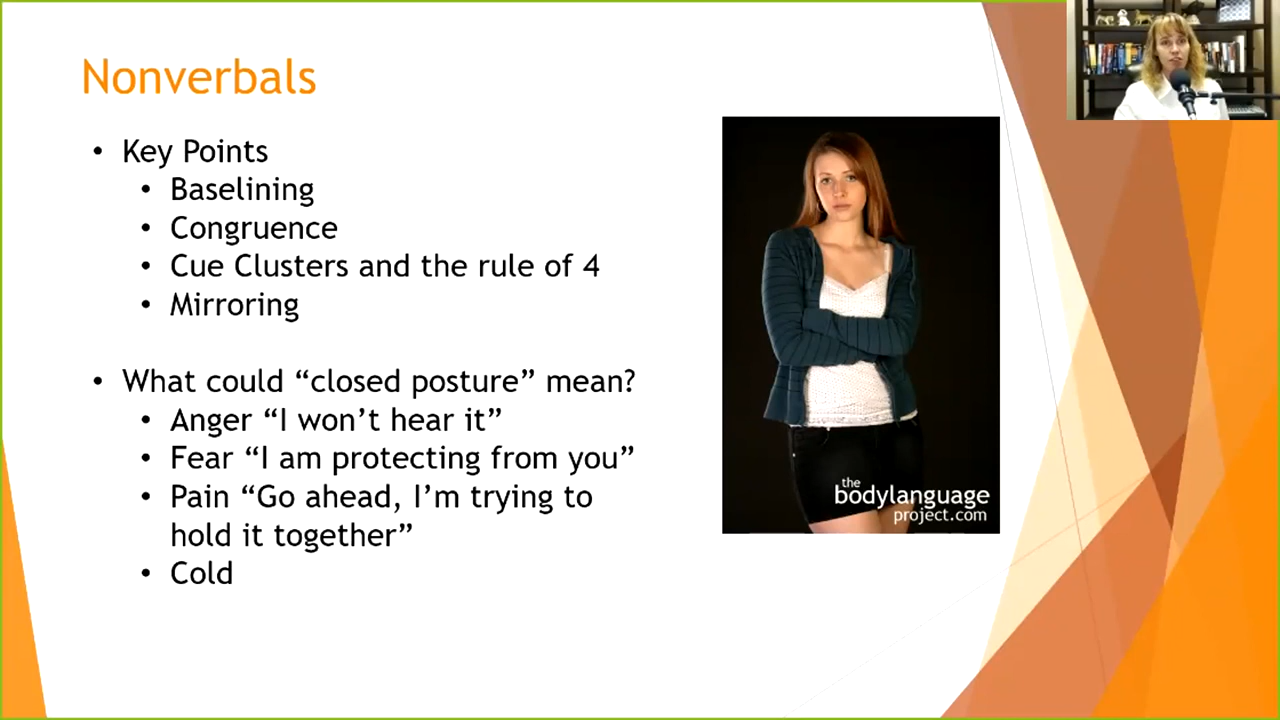 Nonverbals
• Key Points
• Baselining
• Congruence
• Cue Clusters and the rule of 4
• Mirroring
• What could “closed posture” mean?
• Anger “I won’t hear it”
• Fear “I am protecting from you”
• Pain “Go ahead, I’m trying to
hold it together”
• Cold
the
bodylanguage
project.com